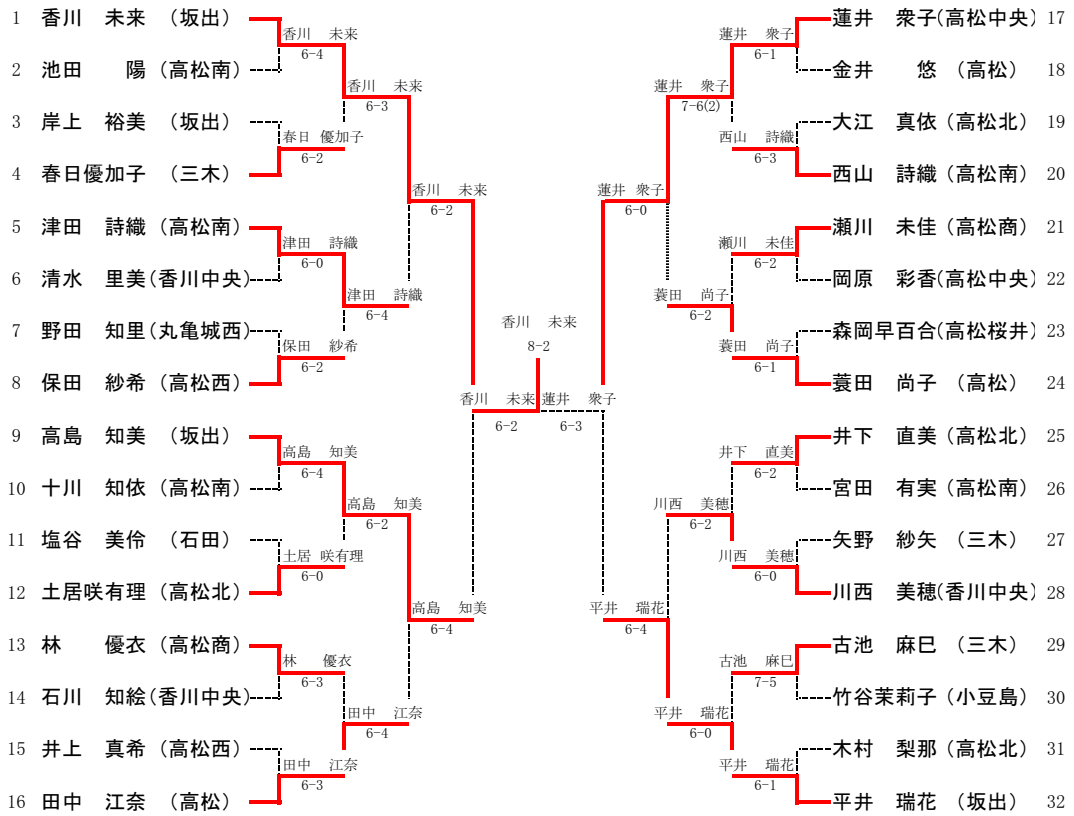 1 香川 未来 (坂出)
2 池田 陽 (高松南)
3 岸上 裕美 (坂出)
4 春日優加子 (三木)
5 津田 詩織 (高松南)
6 清水 里美(香川中央)
7 野田 知里(丸亀城西)
8 保田 紗希 (高松西)
9 高島 知美 (坂出)
10 十川 知依 (高松南)
11 塩谷 美伶 (石田)
12 土居咲有理 (高松北)
13 林 優衣 (高松商)
14 石川 知絵(香川中央)
15 井上 真希 (高松西)
16 田中 江奈 (高松)
香川 未来
6-4
春日 優加子
6-2
津田 詩織
6-0
保田 紗希
6-2
高島 知美
6-4
土居 咲有理
6-0
林 優衣
6-3
田中 江奈
6-3
香川 未来
6-3
津田 詩織
6-4
高島 知美
6-2
田中 江奈
6-4
香川 未来
6-2
高島 知美
6-4
香川 未来
6-2
香川 未来
8-2
蓮井 衆子
6-3
蓮井 衆子
6-0
平井 瑞花
6-4
蓮井 衆子
7-6(2)
蓑田 尚子
6-2
川西 美穂
6-2
平井 瑞花
6-0
蓮井 衆子
6-1
西山 詩織
6-3
瀬川 未佳
6-2
蓑田 尚子
6-1
井下 直美
6-2
川西 美穂
6-0
古池 麻巳
7-5
平井 瑞花
6-1
蓮井 衆子(高松中央) 17
金井 悠 (高松) 18
大江 真依 (高松北) 19
西山 詩織 (高松南) 20
瀬川 未佳 (高松商) 21
岡原 彩香(高松中央) 22
森岡早百合(高松桜井) 23
蓑田 尚子 (高松) 24
井下 直美 (高松北) 25
宮田 有実 (高松南) 26
矢野 紗矢 (三木) 27
川西 美穂(香川中央) 28
古池 麻巳 (三木) 29
竹谷茉莉子 (小豆島) 30
木村 梨那 (高松北) 31
平井 瑞花 (坂出) 32